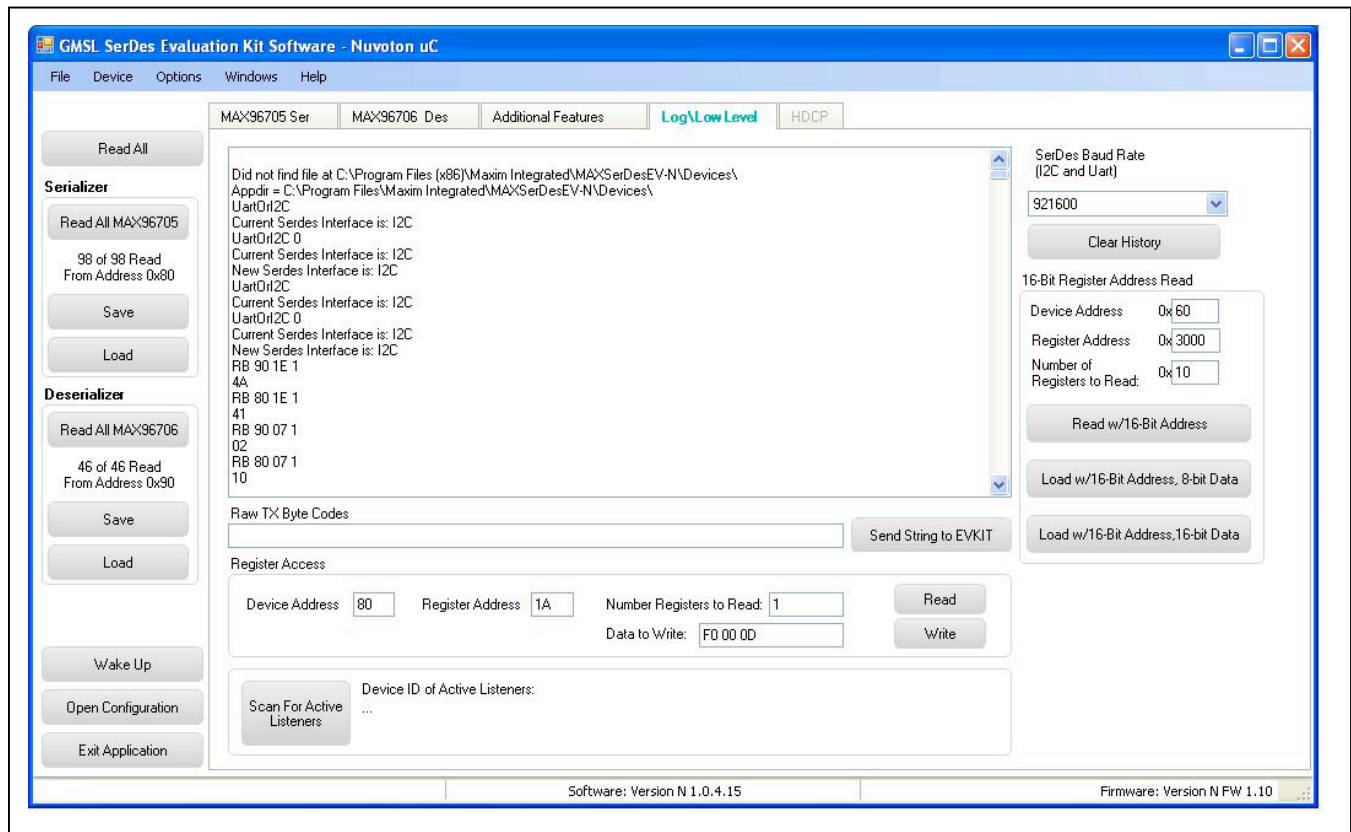 GMSL SerDes Evaluation Kit Software - Nuvoton uC
File Device Options Windows Help
MAX96705 Ser MAX96706 Des Additional Features Log\Low Level HDCP
Read All
Serializer
Read All MAX96705
98 of 98 Read
From Address 0x80
Save
Load
Deserializer
Read All MAX96706
46 of 46 Read
From Address 0x90
Save
Load
Wake Up
Open Configuration
Exit Application
Did not find file at C:\Program Files (x86)\Maxim Integrated\MAXSerDesEV-N\Devices\
Appdir = C:\Program Files\Maxim Integrated\MAXSerDesEV-N\Devices\
UartOrI2C
Current Serdes Interface is: I2C
UartOrI2C 0
Current Serdes Interface is: I2C
New Serdes Interface is: I2C
UartOrI2C
Current Serdes Interface is: I2C
UartOrI2C 0
Current Serdes Interface is: I2C
New Serdes Interface is: I2C
RB 90 1E 1
4A
RB 80 1E 1
41
RB 90 07 1
02
RB 80 07 1
10
Raw TX Byte Codes
Send String to EVKIT
Register Access
Device Address 80 Register Address 1A Number Registers to Read: 1 Read
Data to Write: F0 00 0D Write
Scan For Active
Listeners
Device ID of Active Listeners:
...
SerDes Baud Rate
(I2C and Uart)
921600
Clear History
16-Bit Register Address Read
Device Address 0x 60
Register Address 0x 3000
Number of
Registers to Read: 0x 10
Read w/16-Bit Address
Load w/16-Bit Address, 8-bit Data
Load w/16-Bit Address,16-bit Data
Software: Version N 1.0.4.15 Firmware: Version N FW 1.10